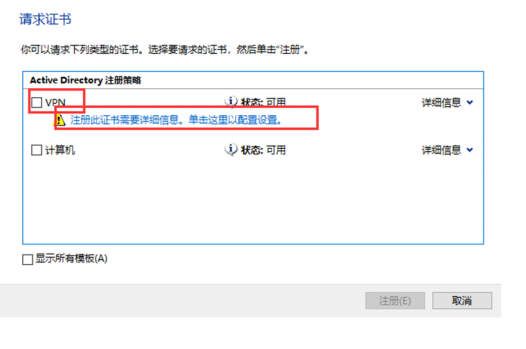 请求证书
你可以请求下列类型的证书。选择要请求的证书，然后单击“注册”。
Active Directory 注册策略
VPN 状态: 可用 详细信息
注册此证书需要详细信息。单击这里以配置设置。
计算机 状态: 可用 详细信息
显示所有模板(A)
注册(E) 取消